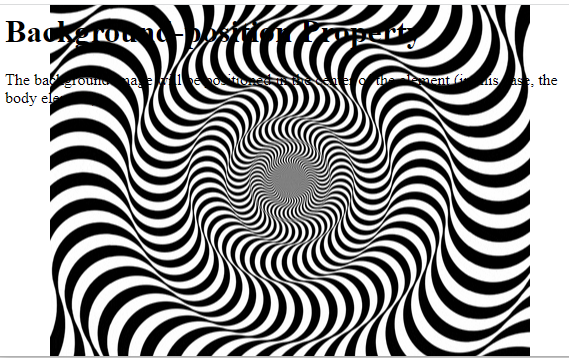 Background-position Property
The background image will be positioned in the center of the element (in this case, the
body element).